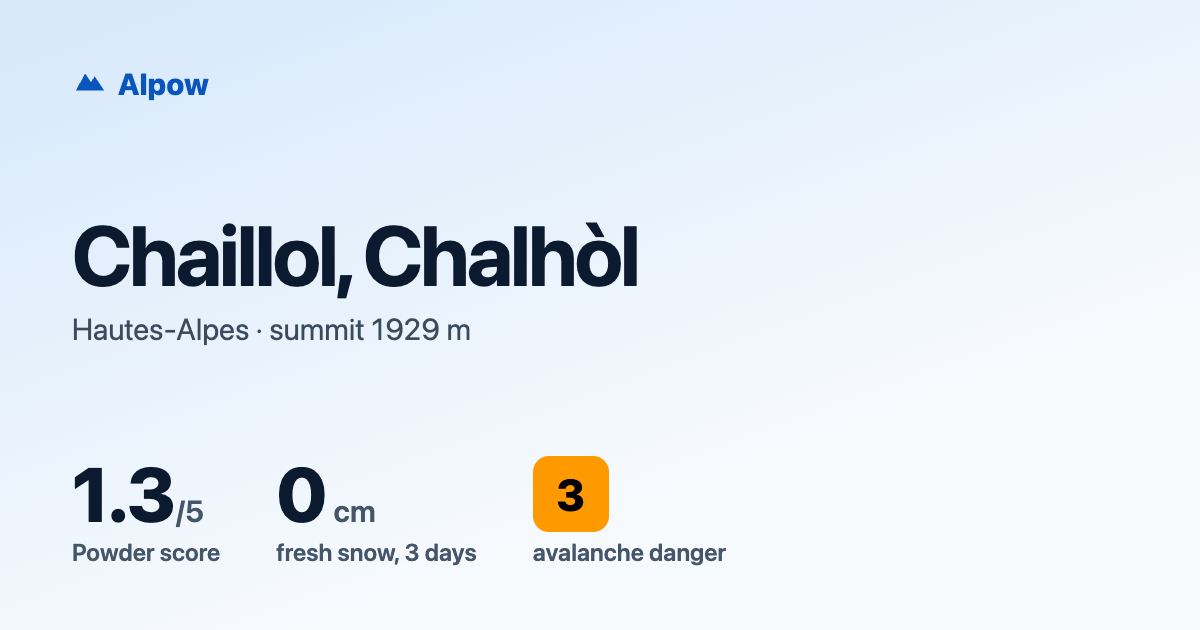 Alpow
Chaillol, Chalhòl
Hautes-Alpes · summit 1929 m
1.3/5
Powder score
0 cm
fresh snow, 3 days
3
avalanche danger